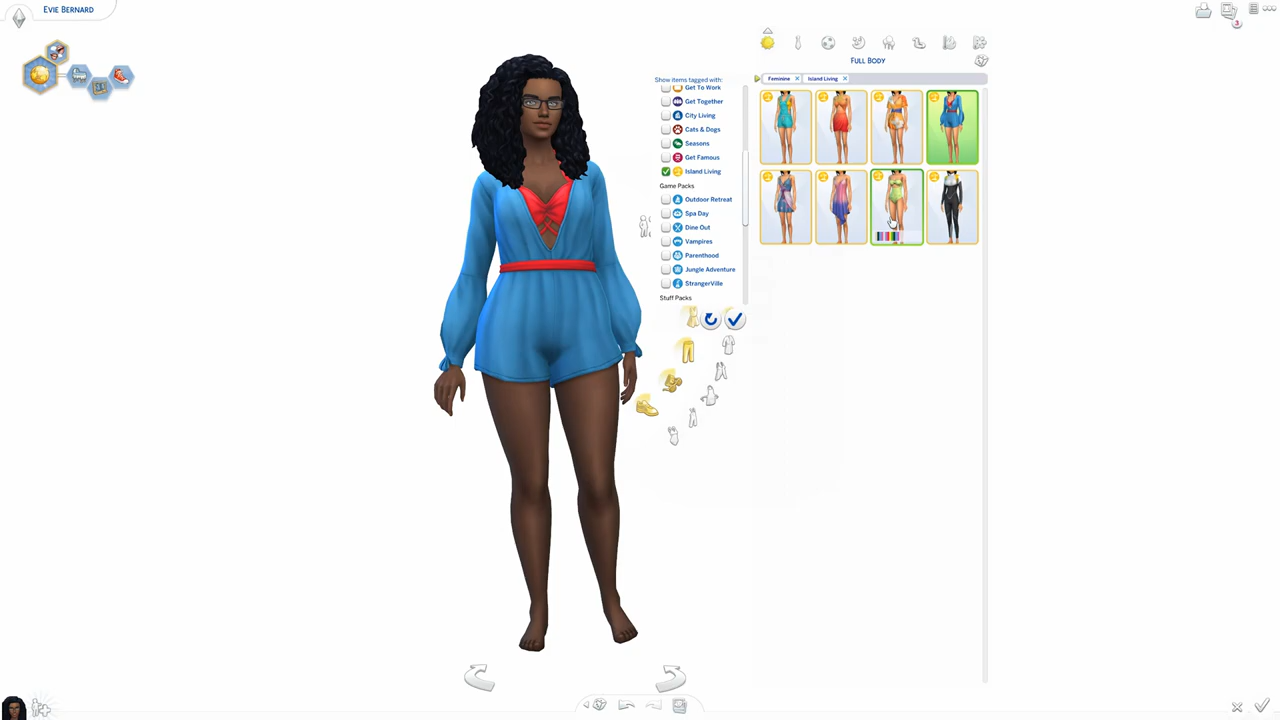 EVIE BERNARD
3
FULL BODY
Show items tagged with:
Feminine X Island Living X
Get To Work
Get Together
City Living
Cats & Dogs
Seasons
Get Famous
Island Living
Game Packs
Outdoor Retreat
Spa Day
Dine Out
Vampires
Parenthood
Jungle Adventure
StrangerVille
Stuff Packs